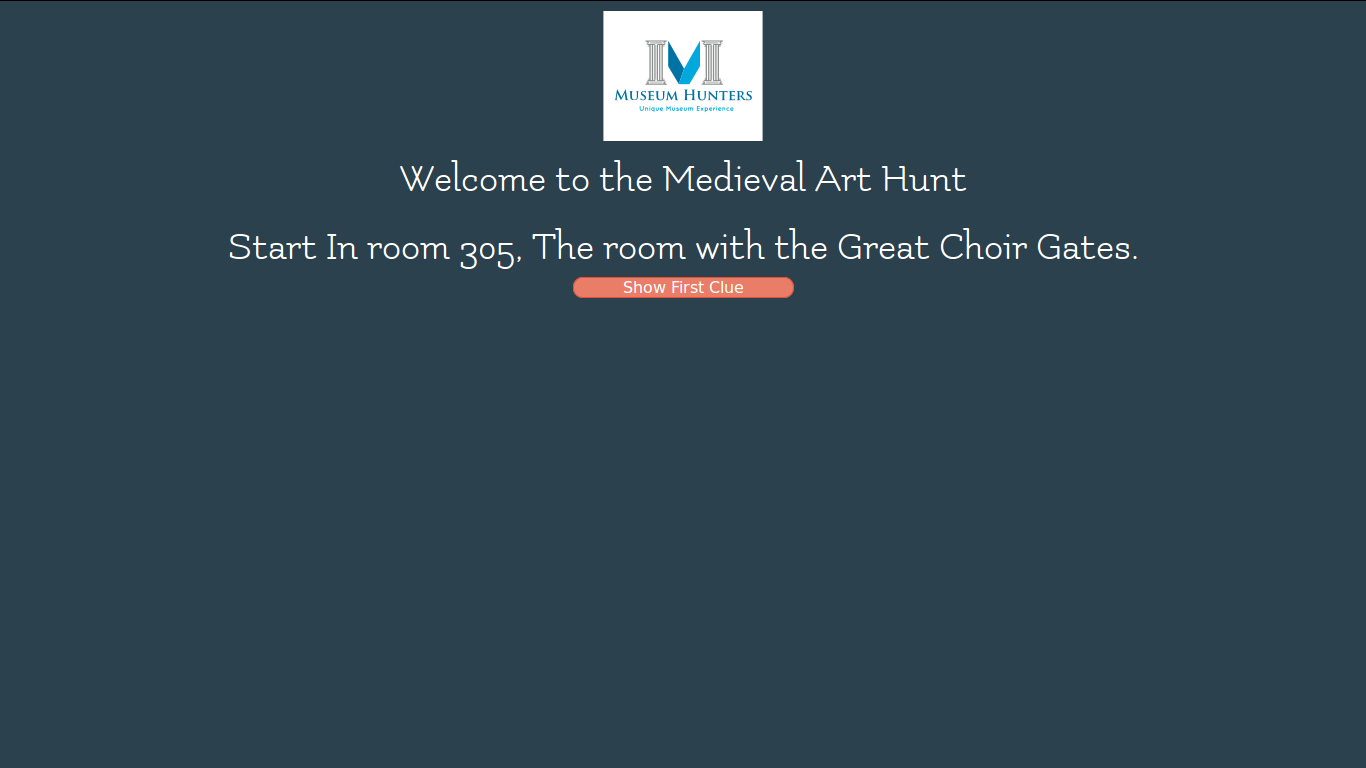 Museum Hunters
Unique Museum Experience
Welcome to the Medieval Art Hunt
Start In room 305, The room with the Great Choir Gates.
Show First Clue